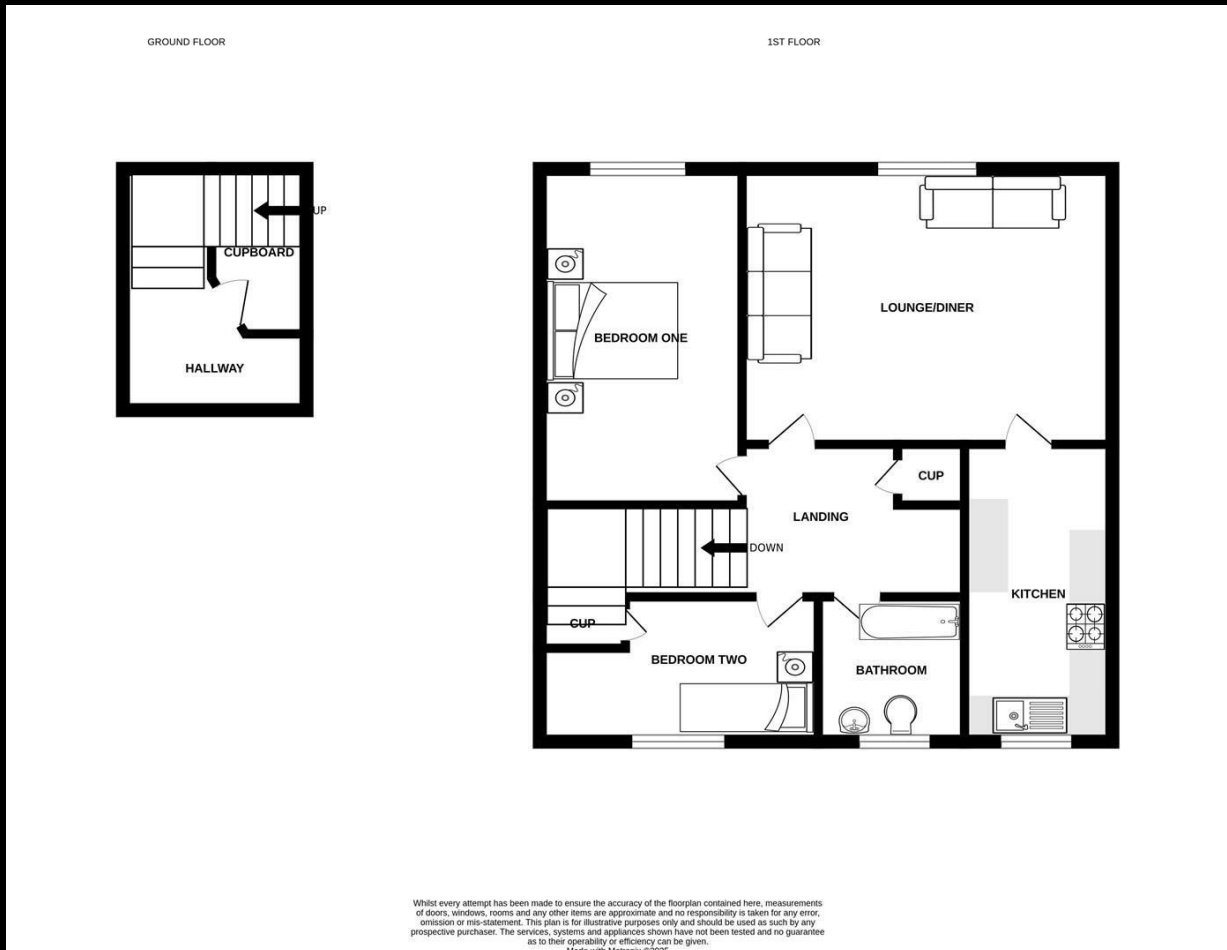 GROUND FLOOR
1ST FLOOR
UP
CUPBOARD
HALLWAY
LOUNGE/DINER
BEDROOM ONE
CUP
LANDING
DOWN
KITCHEN
CUP
BEDROOM TWO
BATHROOM
Whilst every attempt has been made to ensure the accuracy of the floorplan contained here, measurements
of doors, windows, rooms and any other items are approximate and no responsibility is taken for any error,
omission or mis-statement. This plan is for illustrative purposes only and should be used as such by any
prospective purchaser. The services, systems and appliances shown have not been tested and no guarantee
as to their operability or efficiency can be given.
Made with Metropix ©2025